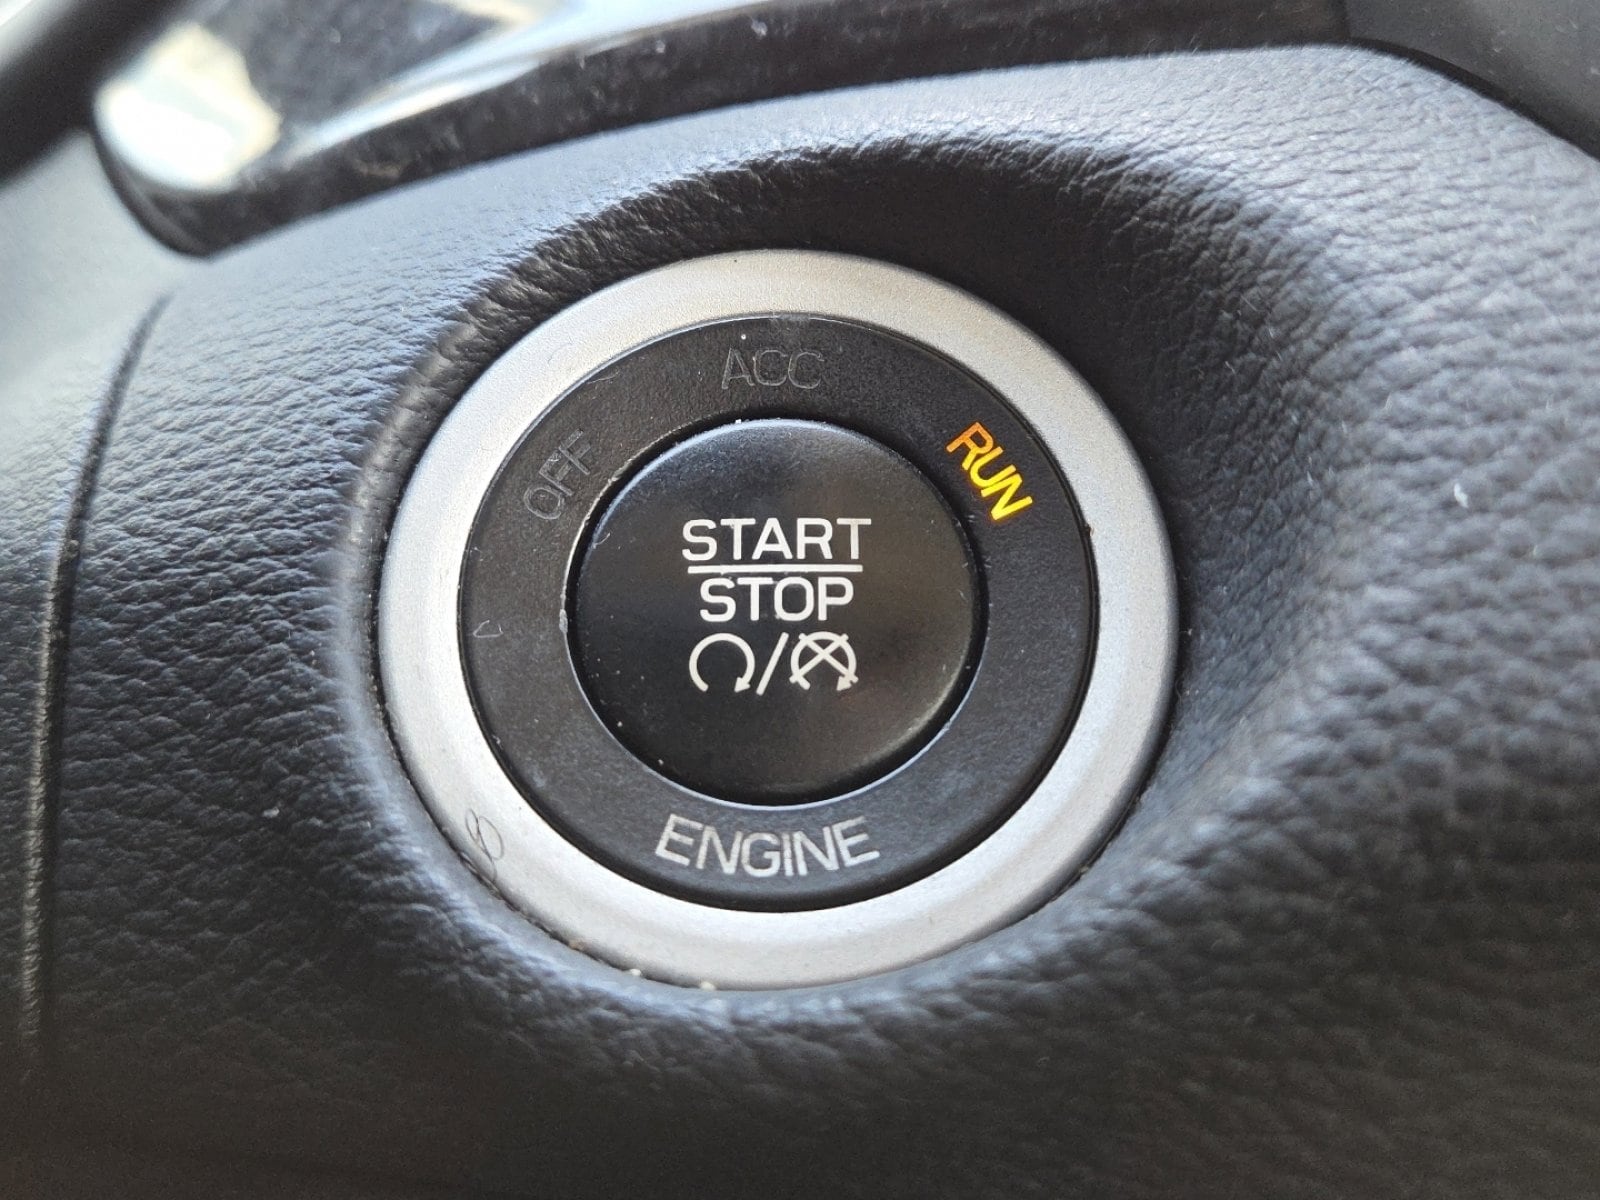 ACC
OFF
RUN
START
STOP
ENGINE